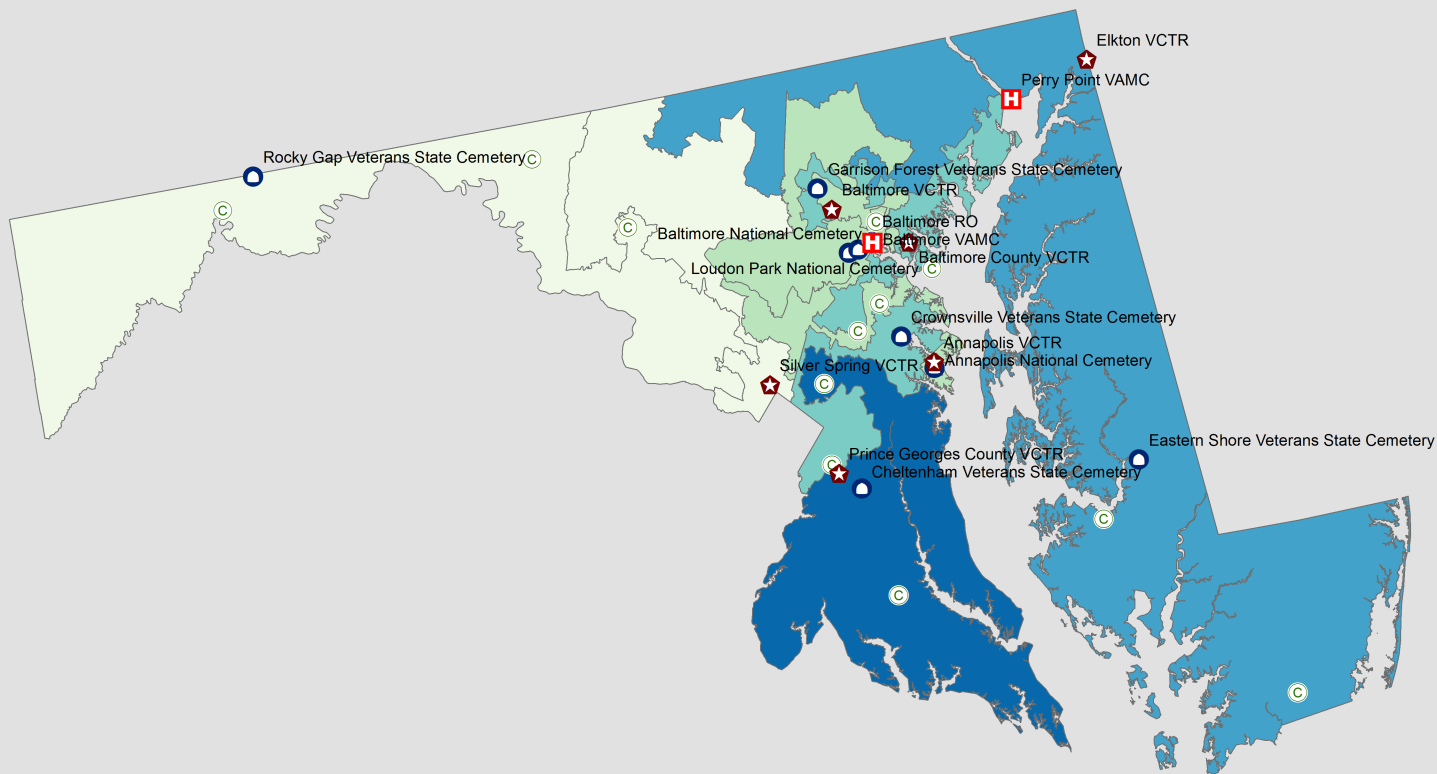 Elkton VCTR
Perry Point VAMC
H
Rocky Gap Veterans State Cemetery
C
Garrison Forest Veterans State Cemetery
Baltimore VCTR
C
C
Baltimore RO
C
Baltimore National Cemetery
H
Baltimore VAMC
Baltimore County VCTR
Loudon Park National Cemetery
C
C
Crownsville Veterans State Cemetery
C
Annapolis VCTR
Annapolis National Cemetery
Silver Spring VCTR
C
Eastern Shore Veterans State Cemetery
Prince Georges County VCTR
C
Cheltenham Veterans State Cemetery
C
C
C